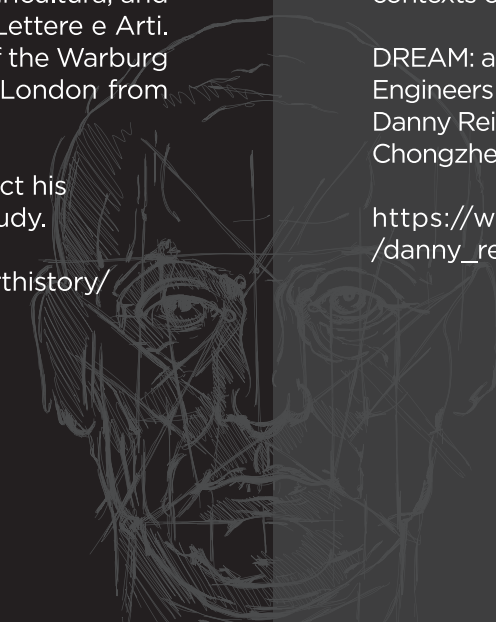 Lettere e Arti.
the Warburg
London from
ct his
udy.
rthistory/
DREAM: a
Engineers
Danny Rei
Chongzhe
https://w
/danny_re